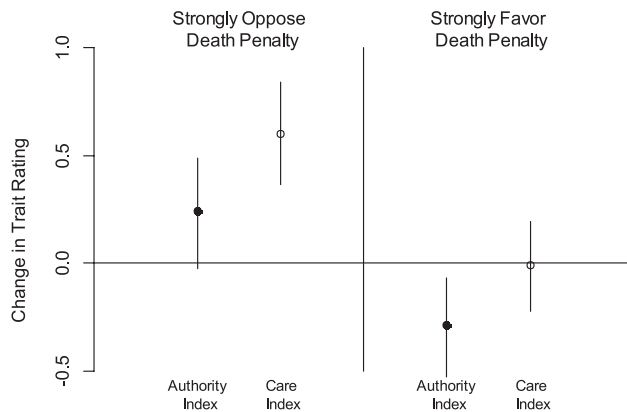 Strongly Oppose
Death Penalty
Strongly Favor
Death Penalty
Change in Trait Rating
1.0
0.5
0.0
-0.5
Authority
Index
Care
Index
Authority
Index
Care
Index